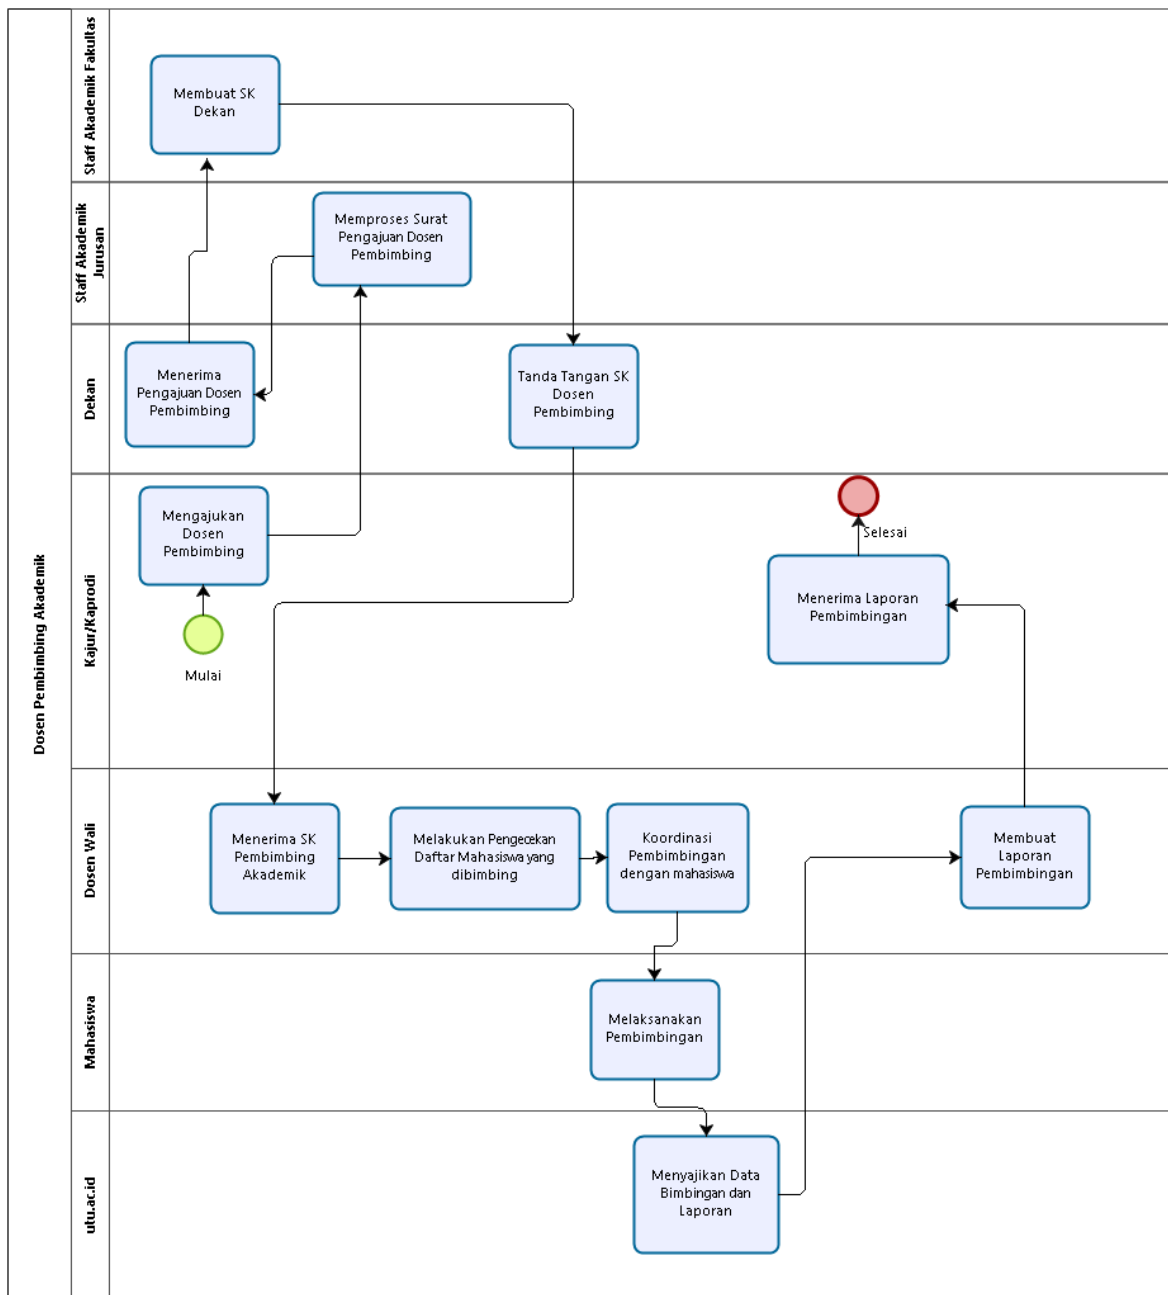 Dosen Pembimbing Akademik
Staff Akademik Fakultas
Membuat SK
Dekan
Staff Akademik
Jurusan
Memproses Surat
Pengajuan Dosen
Pembimbing
Dekan
Menerima
Pengajuan Dosen
Pembimbing
Tanda Tangan SK
Dosen
Pembimbing
Kajur/Kaprodi
Mengajukan
Dosen
Pembimbing
Mulai
Selesai
Menerima Laporan
Pembimbingan
Dosen Wali
Menerima SK
Pembimbing
Akademik
Melakukan Pengecekan
Daftar Mahasiswa yang
dibimbing
Koordinasi
Pembimbingan
dengan mahasiswa
Membuat
Laporan
Pembimbingan
Mahasiswa
Melaksanakan
Pembimbingan
utu.ac.id
Menyajikan Data
Bimbingan dan
Laporan